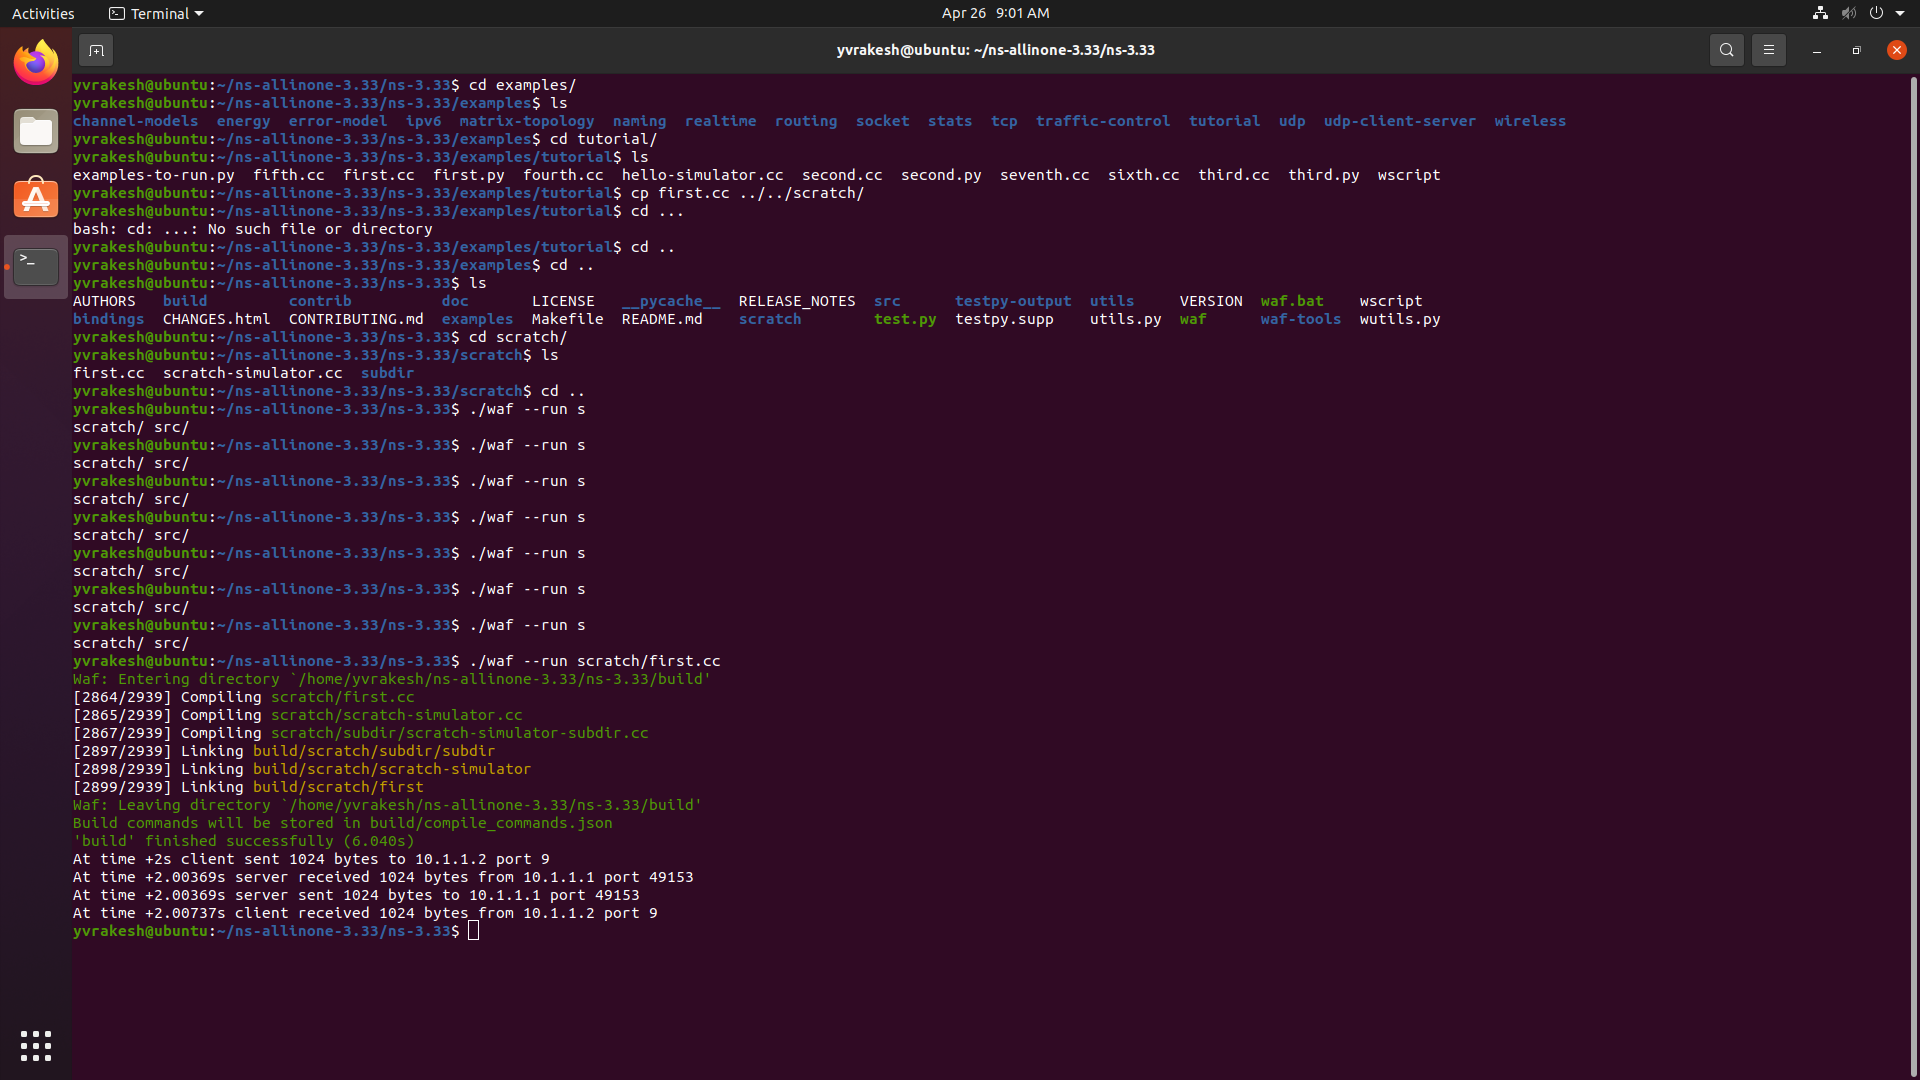 Activities Terminal Apr 26 9:01 AM
yvrakesh@ubuntu: ~/ns-allinone-3.33/ns-3.33
yvrakesh@ubuntu:~/ns-allinone-3.33/ns-3.33$ cd examples/
yvrakesh@ubuntu:~/ns-allinone-3.33/ns-3.33/examples$ ls
channel-models  energy  error-model  ipv6  matrix-topology  naming  realtime  routing  socket  stats  tcp  traffic-control  tutorial  udp  udp-client-server  wireless
yvrakesh@ubuntu:~/ns-allinone-3.33/ns-3.33/examples$ cd tutorial/
yvrakesh@ubuntu:~/ns-allinone-3.33/ns-3.33/examples/tutorial$ ls
examples-to-run.py  fifth.cc  first.cc  first.py  fourth.cc  hello-simulator.cc  second.cc  second.py  seventh.cc  sixth.cc  third.cc  third.py  wscript
yvrakesh@ubuntu:~/ns-allinone-3.33/ns-3.33/examples/tutorial$ cp first.cc ../../scratch/
yvrakesh@ubuntu:~/ns-allinone-3.33/ns-3.33/examples/tutorial$ cd ...
bash: cd: ...: No such file or directory
yvrakesh@ubuntu:~/ns-allinone-3.33/ns-3.33/examples/tutorial$ cd ..
yvrakesh@ubuntu:~/ns-allinone-3.33/ns-3.33/examples$ cd ..
yvrakesh@ubuntu:~/ns-allinone-3.33/ns-3.33$ ls
AUTHORS   build         contrib          doc       LICENSE   __pycache__  RELEASE_NOTES  src      testpy-output  utils     VERSION  waf.bat    wscript
bindings  CHANGES.html  CONTRIBUTING.md  examples  Makefile  README.md    scratch        test.py  testpy.supp    utils.py  waf      waf-tools  wutils.py
yvrakesh@ubuntu:~/ns-allinone-3.33/ns-3.33$ cd scratch/
yvrakesh@ubuntu:~/ns-allinone-3.33/ns-3.33/scratch$ ls
first.cc  scratch-simulator.cc  subdir
yvrakesh@ubuntu:~/ns-allinone-3.33/ns-3.33/scratch$ cd ..
yvrakesh@ubuntu:~/ns-allinone-3.33/ns-3.33$ ./waf --run s
scratch/ src/
yvrakesh@ubuntu:~/ns-allinone-3.33/ns-3.33$ ./waf --run s
scratch/ src/
yvrakesh@ubuntu:~/ns-allinone-3.33/ns-3.33$ ./waf --run s
scratch/ src/
yvrakesh@ubuntu:~/ns-allinone-3.33/ns-3.33$ ./waf --run s
scratch/ src/
yvrakesh@ubuntu:~/ns-allinone-3.33/ns-3.33$ ./waf --run s
scratch/ src/
yvrakesh@ubuntu:~/ns-allinone-3.33/ns-3.33$ ./waf --run s
scratch/ src/
yvrakesh@ubuntu:~/ns-allinone-3.33/ns-3.33$ ./waf --run s
scratch/ src/
yvrakesh@ubuntu:~/ns-allinone-3.33/ns-3.33$ ./waf --run scratch/first.cc
Waf: Entering directory `/home/yvrakesh/ns-allinone-3.33/ns-3.33/build'
[2864/2939] Compiling scratch/first.cc
[2865/2939] Compiling scratch/scratch-simulator.cc
[2867/2939] Compiling scratch/subdir/scratch-simulator-subdir.cc
[2897/2939] Linking build/scratch/subdir/subdir
[2898/2939] Linking build/scratch/scratch-simulator
[2899/2939] Linking build/scratch/first
Waf: Leaving directory `/home/yvrakesh/ns-allinone-3.33/ns-3.33/build'
Build commands will be stored in build/compile_commands.json
'build' finished successfully (6.040s)
At time +2s client sent 1024 bytes to 10.1.1.2 port 9
At time +2.00369s server received 1024 bytes from 10.1.1.1 port 49153
At time +2.00369s server sent 1024 bytes to 10.1.1.1 port 49153
At time +2.00737s client received 1024 bytes from 10.1.1.2 port 9
yvrakesh@ubuntu:~/ns-allinone-3.33/ns-3.33$